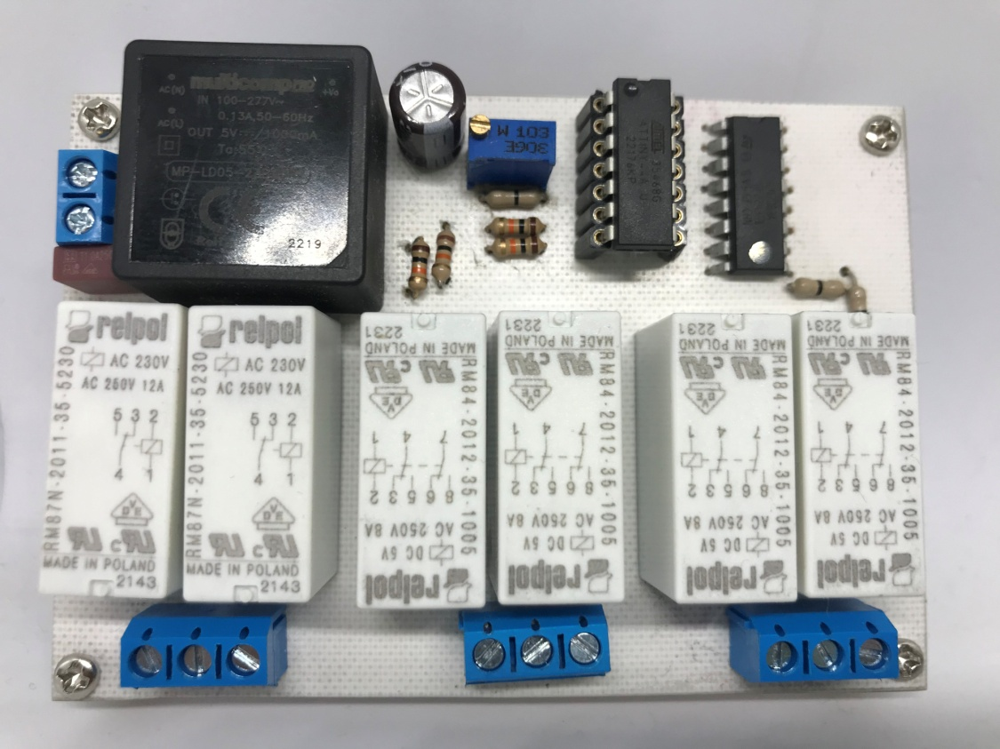 multicomp
AC(N)
+Vo
IN 100-277V~
0.13A,50-60Hz
AC(L)
OUT 5V
Ta:55
MP-LD05-
2219
W 103
306E
relpol
AC 230V
AC 250V 12A
5 3 2
4 1
RM87N-2011-35-5230
MADE IN POLAND
2143
relpol
AC 230V
AC 250V 12A
5 3 2
4 1
RM87N-2011-35-5230
MADE IN POLAND
2143
relpol
DC 5V
AC 250V 8A
8 6 5 3 2
7 4 1
RM84-2012-35-1005
MADE IN POLAND
2231
relpol
DC 5V
AC 250V 8A
8 6 5 3 2
7 4 1
RM84-2012-35-1005
MADE IN POLAND
2231
relpol
DC 5V
AC 250V 8A
8 6 5 3 2
7 4 1
RM84-2012-35-1005
MADE IN POLAND
2231
relpol
DC 5V
AC 250V 8A
8 6 5 3 2
7 4 1
RM84-2012-35-1005
MADE IN POLAND
2231